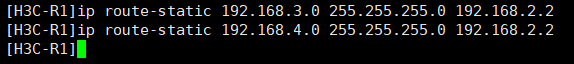 [H3C-R1]ip route-static 192.168.3.0 255.255.255.0 192.168.2.2
[H3C-R1]ip route-static 192.168.4.0 255.255.255.0 192.168.2.2
[H3C-R1]